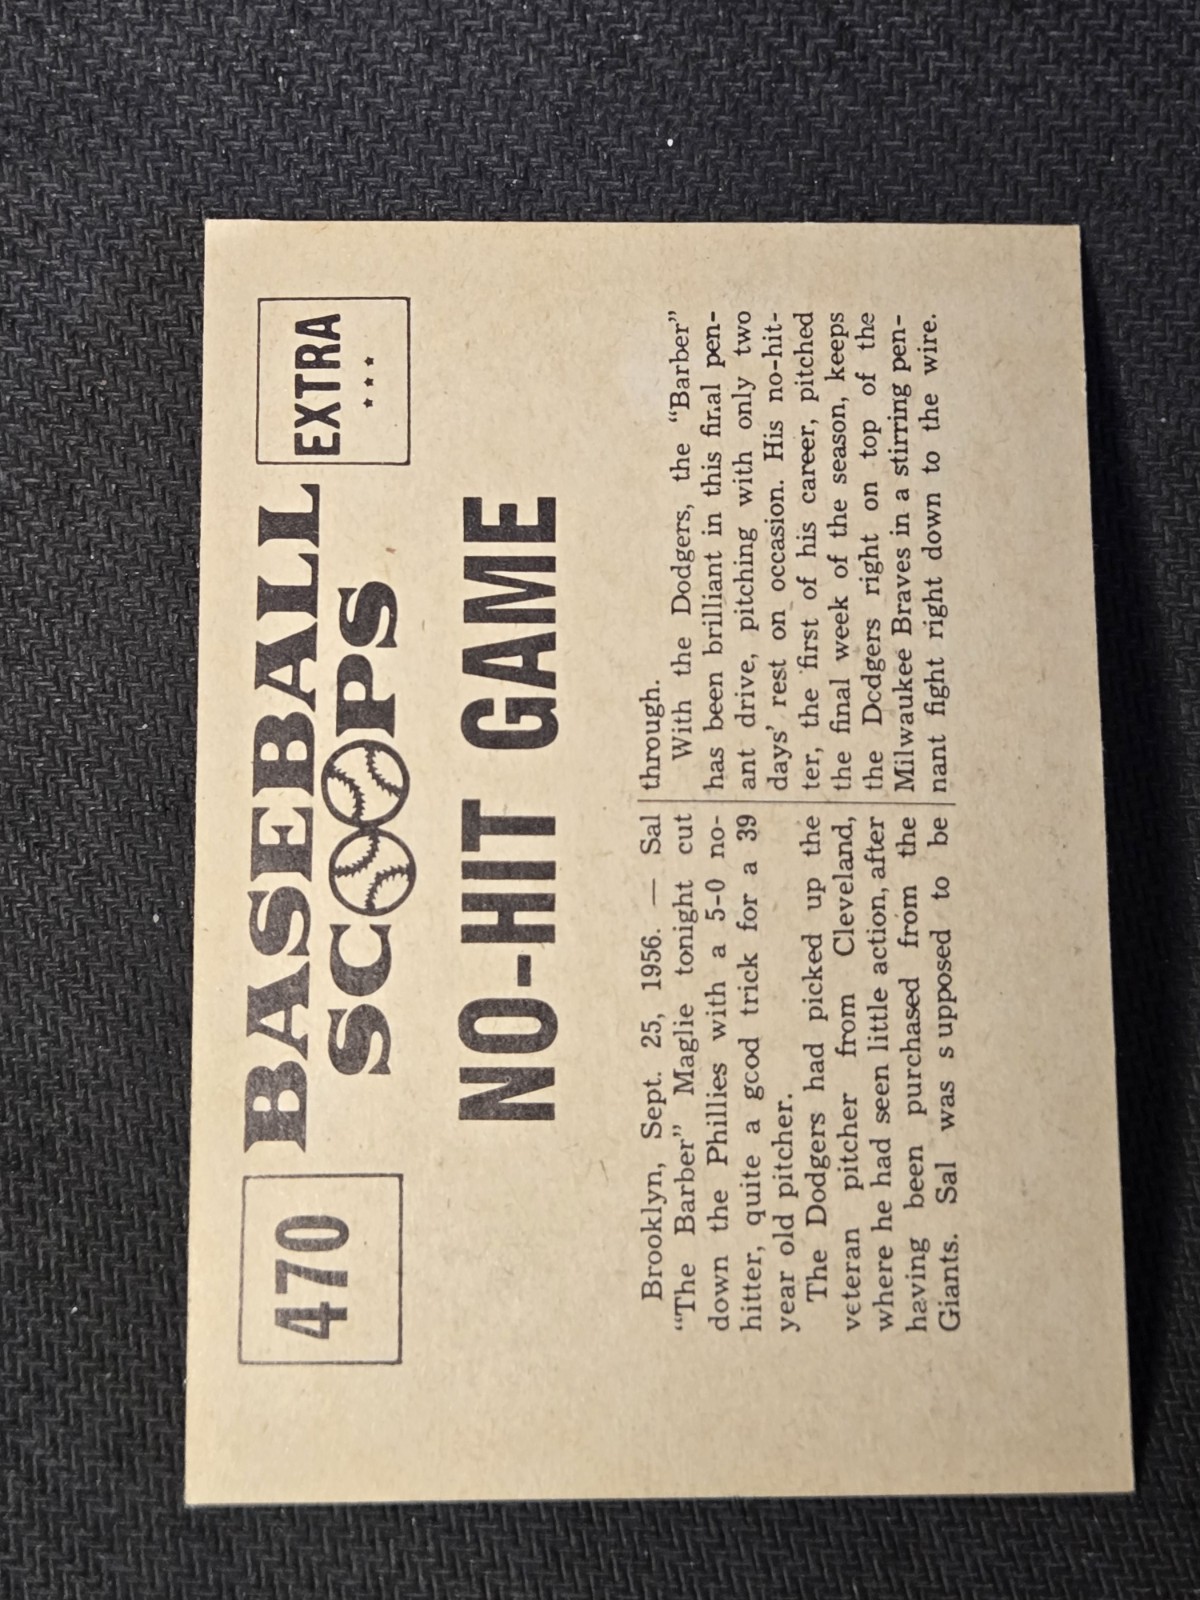 470
BASEBALL
SCOOPS
EXTRA
NO-HIT GAME
Brooklyn, Sept. 25, 1956. — Sal
“The Barber” Maglie tonight cut
down the Phillies with a 5-0 no-
hitter, quite a good trick for a 39
year old pitcher.
The Dodgers had picked up the
veteran pitcher from Cleveland,
where he had seen little action, after
having been purchased from the
Giants. Sal was s upposed to be
through.
With the Dodgers, the “Barber”
has been brilliant in this final pen-
ant drive, pitching with only two
days’ rest on occasion. His no-hit-
ter, the first of his career, pitched
the final week of the season, keeps
the Dodgers right on top of the
Milwaukee Braves in a stirring pen-
nant fight right down to the wire.